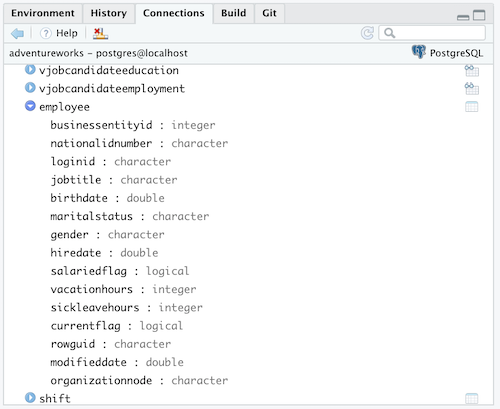 Environment History Connections Build Git
Help
adventureworks – postgres@localhost PostgreSQL
vjobcandidateeducation
vjobcandidateemployment
employee
businessentityid : integer
nationalidnumber : character
loginid : character
jobtitle : character
birthdate : double
maritalstatus : character
gender : character
hiredate : double
salariedflag : logical
vacationhours : integer
sickleavehours : integer
currentflag : logical
rowguid : character
modifieddate : double
organizationnode : character
shift